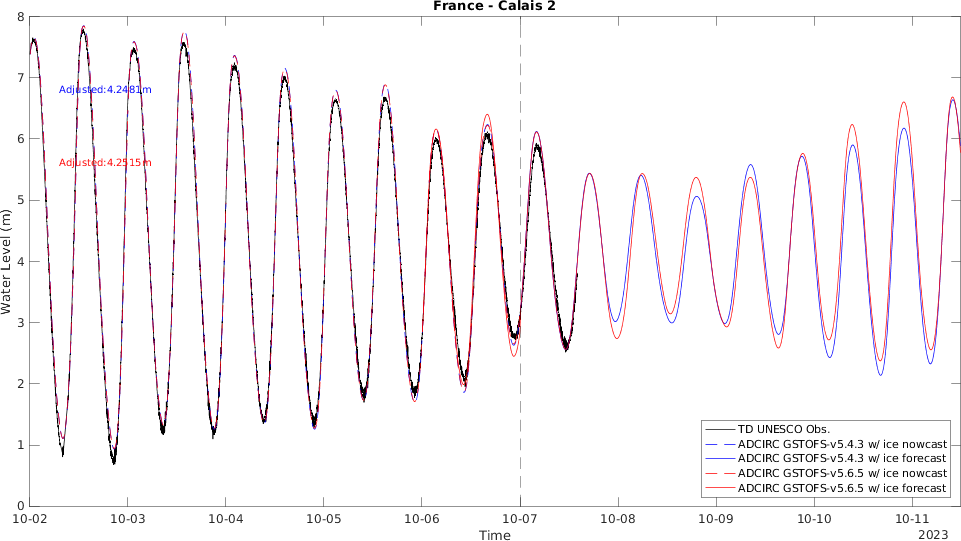 France - Calais 2
8
7
6
5
4
3
2
1
0
Water Level (m)
Adjusted:4.2481m
Adjusted:4.2515m
TD UNESCO Obs.
ADCIRC GSTOFS-v5.4.3 w/ ice nowcast
ADCIRC GSTOFS-v5.4.3 w/ ice forecast
ADCIRC GSTOFS-v5.6.5 w/ ice nowcast
ADCIRC GSTOFS-v5.6.5 w/ ice forecast
10-02 10-03 10-04 10-05 10-06 10-07 10-08 10-09 10-10 10-11
Time
2023